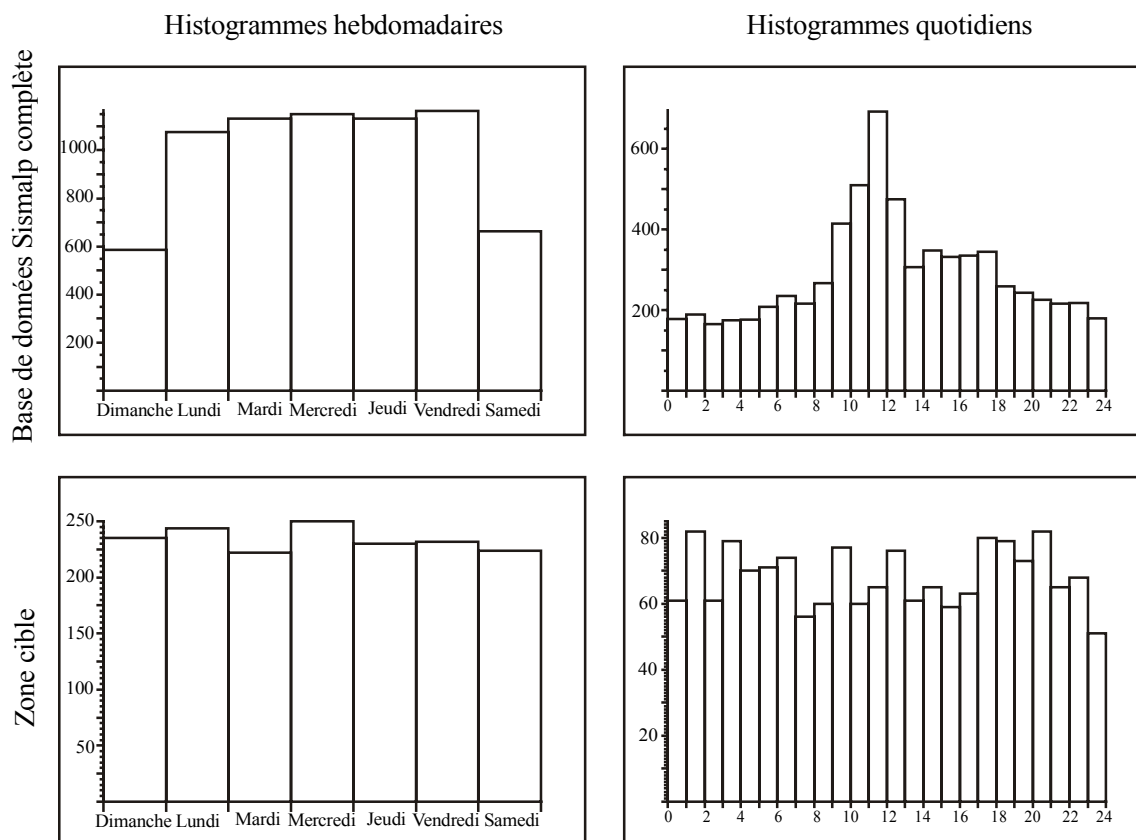 Histogrammes hebdomadaires
Histogrammes quotidiens
Base de données Sismalp complète
1000
800
600
400
200
Dimanche Lundi Mardi Mercredi Jeudi Vendredi Samedi
600
400
200
0 2 4 6 8 10 12 14 16 18 20 22 24
Zone cible
250
200
150
100
50
Dimanche Lundi Mardi Mercredi Jeudi Vendredi Samedi
80
60
40
20
0 2 4 6 8 10 12 14 16 18 20 22 24